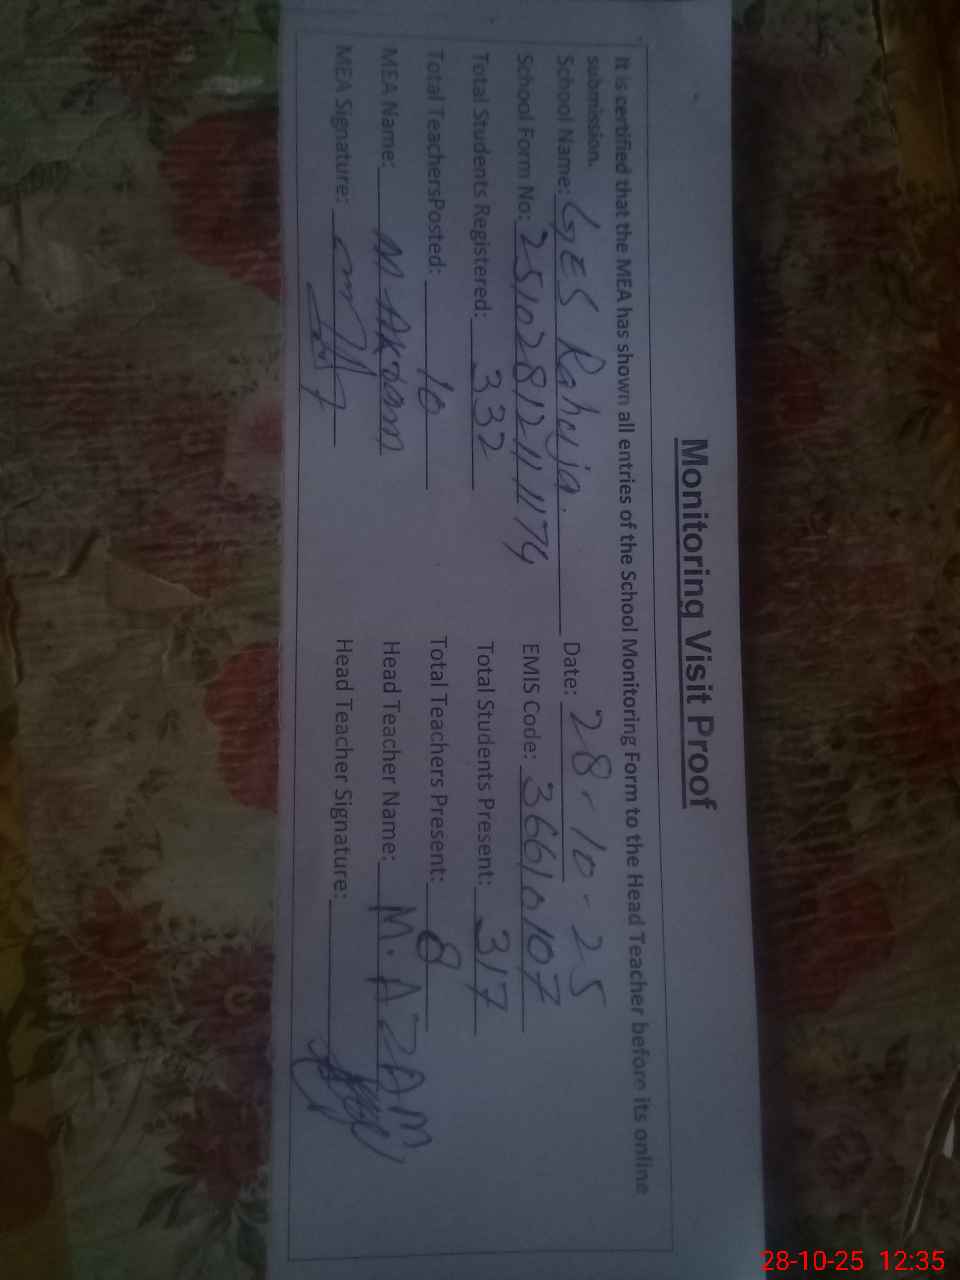 Monitoring Visit Proof
It is certified that the MEA has shown all entries of the School Monitoring Form to the Head Teacher before its online
submission.
School Name: GES Rahuja. Date: 28-10-25
School Form No: 25102812111174 EMIS Code: 36610107
Total Students Registered: 332 Total Students Present: 317
Total TeachersPosted: 10 Total Teachers Present: 8
MEA Name: M Akram Head Teacher Name: M. AZAM
MEA Signature: Head Teacher Signature:
28-10-25 12:35